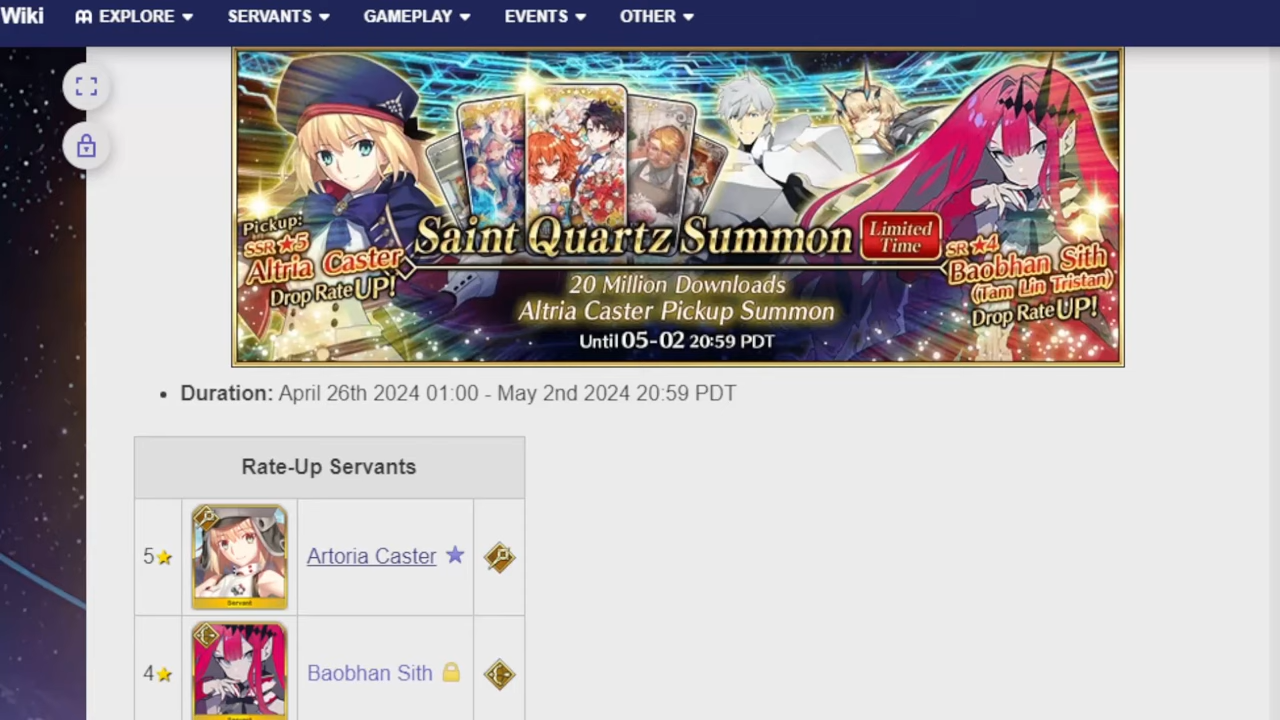 Wiki EXPLORE SERVANTS GAMEPLAY EVENTS OTHER
Pickup:
SSR ★5
Altria Caster
Drop Rate UP!
Saint Quartz Summon
Limited
Time
20 Million Downloads
Altria Caster Pickup Summon
Until 05-02 20:59 PDT
SR ★4
Baobhan Sith
(Tam Lin Tristan)
Drop Rate UP!
• Duration: April 26th 2024 01:00 - May 2nd 2024 20:59 PDT
Rate-Up Servants
5★ Servant Artoria Caster ★
4★ Servant Baobhan Sith